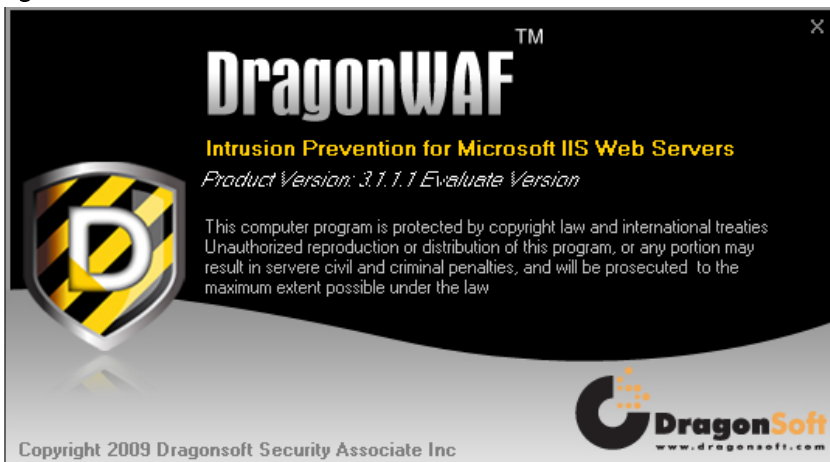 TM
DragonWAF
Intrusion Prevention for Microsoft IIS Web Servers
Product Version: 3.1.1.1 Evaluate Version
This computer program is protected by copyright law and international treaties
Unauthorized reproduction or distribution of this program, or any portion may
result in servere civil and criminal penalties, and will be prosecuted to the
maximum extent possible under the law
D
DragonSoft
www.dragonsoft.com
Copyright 2009 Dragonsoft Security Associate Inc